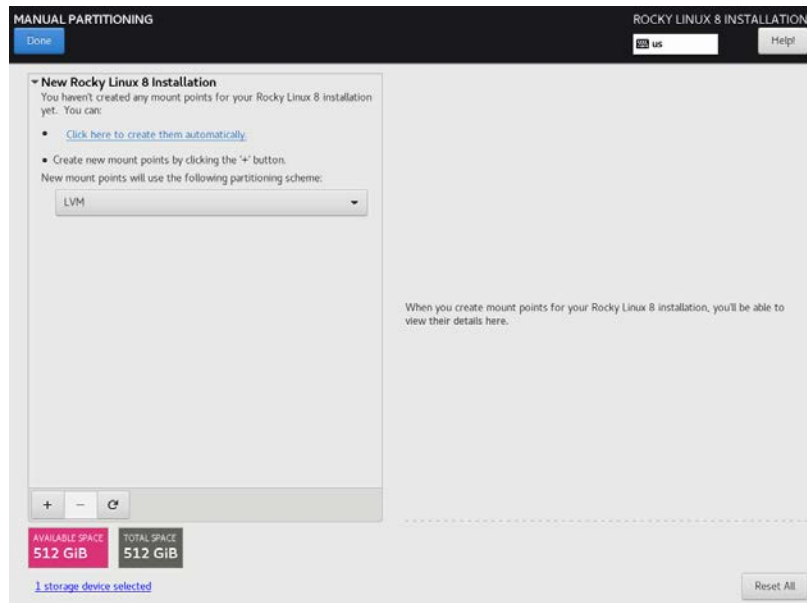 MANUAL PARTITIONING
ROCKY LINUX 8 INSTALLATION
Done
us
Help!
New Rocky Linux 8 Installation
You haven't created any mount points for your Rocky Linux 8 installation
yet. You can:
• Click here to create them automatically.
• Create new mount points by clicking the '+' button.
New mount points will use the following partitioning scheme:
LVM
When you create mount points for your Rocky Linux 8 installation, you'll be able to
view their details here.
+ −
AVAILABLE SPACE
512 GiB
TOTAL SPACE
512 GiB
1 storage device selected
Reset All